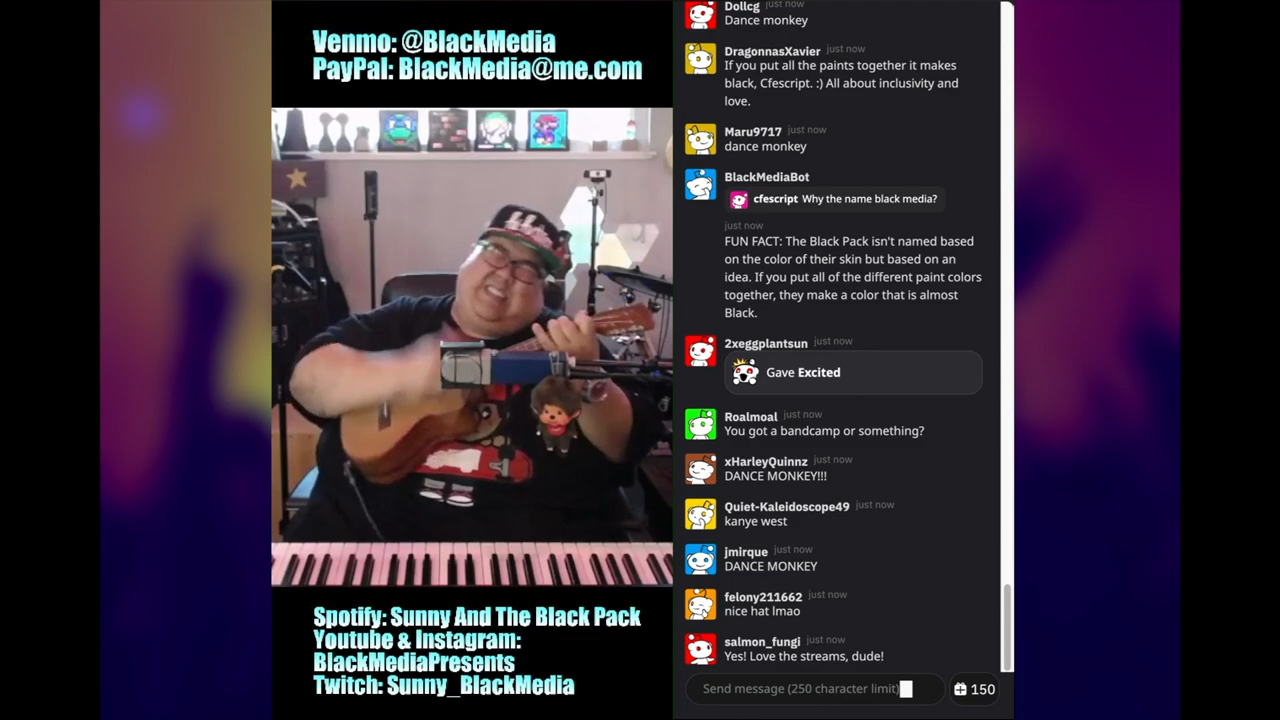 Venmo: @BlackMedia
PayPal: BlackMedia@me.com
Spotify: Sunny And The Black Pack
Youtube & Instagram:
BlackMediaPresents
Twitch: Sunny_BlackMedia
Dollcg just now
Dance monkey
DragonnasXavier just now
If you put all the paints together it makes
black, Cfescript. :) All about inclusivity and
love.
Maru9717 just now
dance monkey
BlackMediaBot
cfescript Why the name black media?
just now
FUN FACT: The Black Pack isn't named based
on the color of their skin but based on an
idea. If you put all of the different paint colors
together, they make a color that is almost
Black.
2xeggplantsun just now
Gave Excited
Roalmoal just now
You got a bandcamp or something?
xHarleyQuinnz just now
DANCE MONKEY!!!
Quiet-Kaleidoscope49 just now
kanye west
jmirque just now
DANCE MONKEY
felony211662 just now
nice hat lmao
salmon_fungi just now
Yes! Love the streams, dude!
Send message (250 character limit)
150